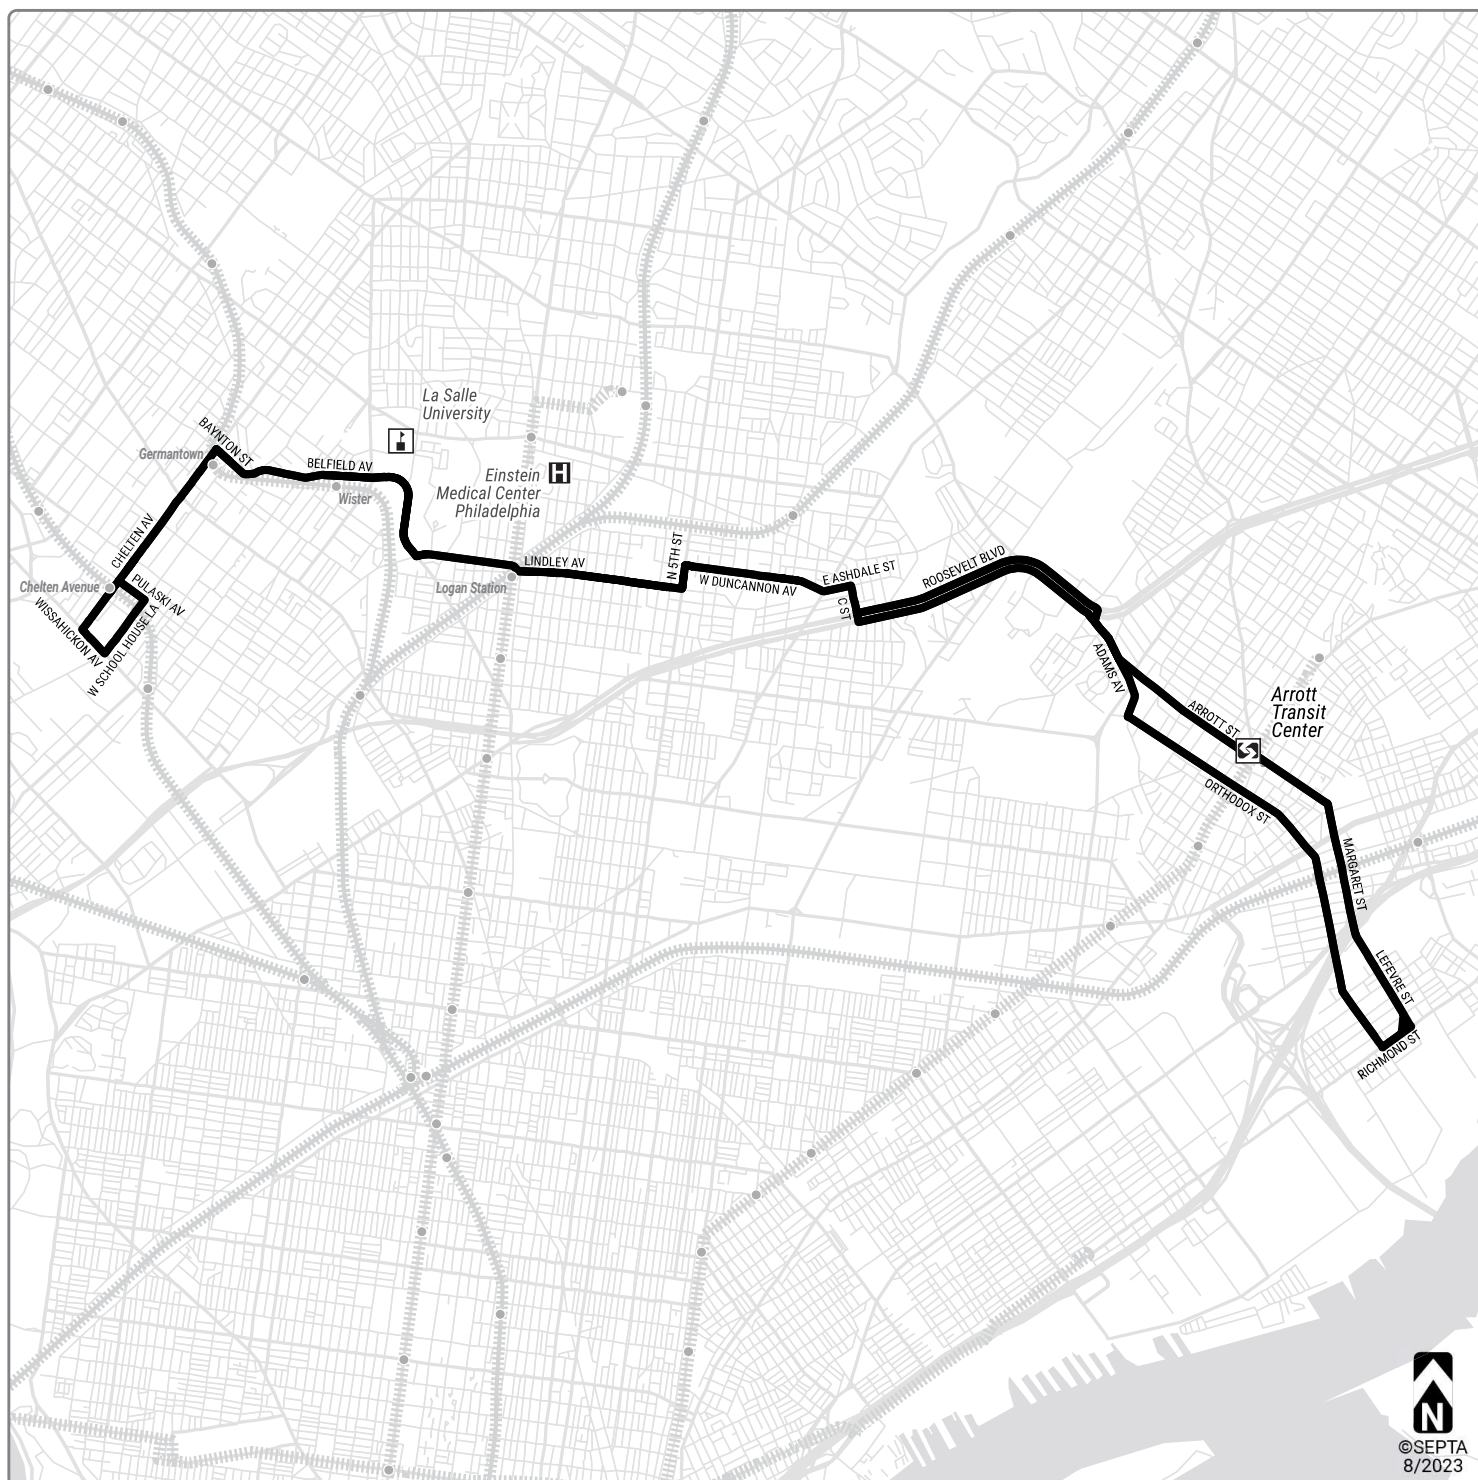 La Salle
University
BAYNTON ST
Germantown
BELFIELD AV
Wister
Einstein
Medical Center
Philadelphia
H
CHELTEN AV
LINDLEY AV
Logan Station
N 5TH ST
W DUNCANNON AV
E ASHDALE ST
C ST
ROOSEVELT BLVD
Chelten Avenue
PULASKI AV
WISSAHICKON AV
W SCHOOL HOUSE LA
ADAMS AV
ARROTT ST
Arrott
Transit
Center
ORTHODOX ST
MARGARET ST
LEFEVRE ST
RICHMOND ST
N
©SEPTA
8/2023